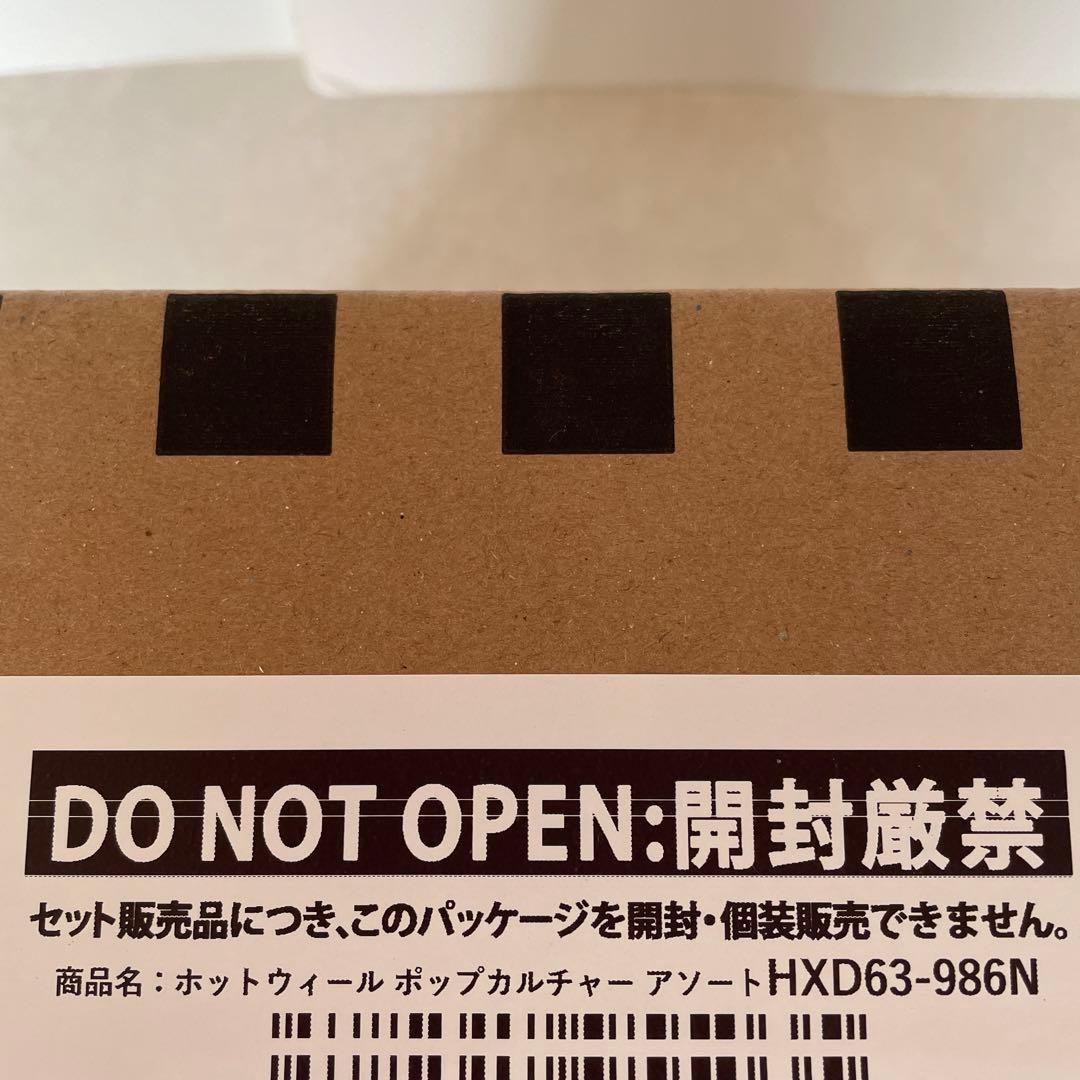 DO NOT OPEN:開封厳禁
セット販売品につき、このパッケージを開封・個装販売できません。
商品名：ホットウィール ポップカルチャー アソートHXD63-986N